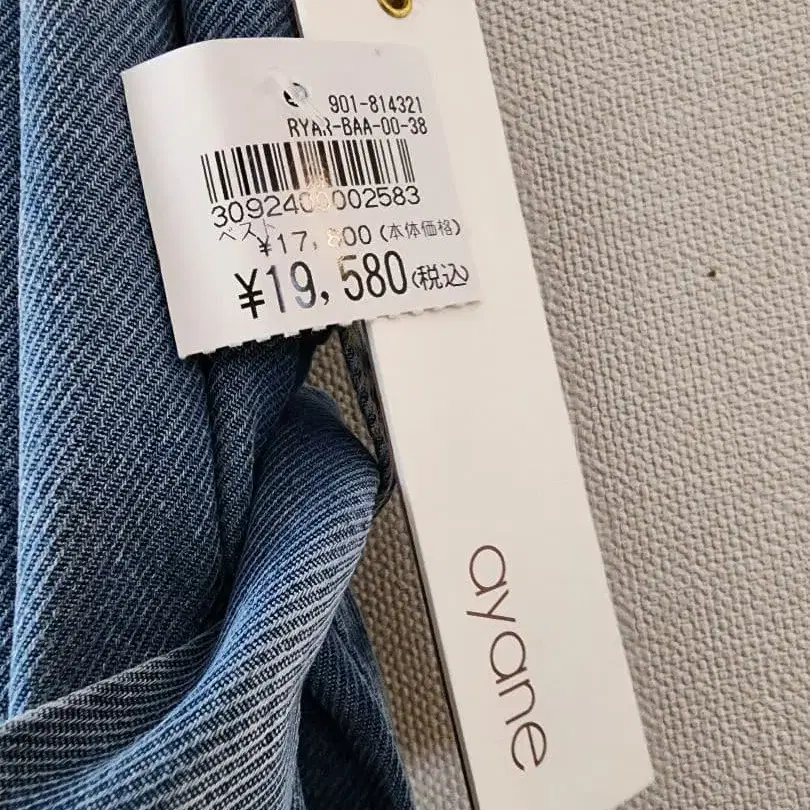 901-814321
RYAR-BAA-00-38
3092400002583
ベスト
¥17,800(本体価格)
¥19,580(税込)
ayane